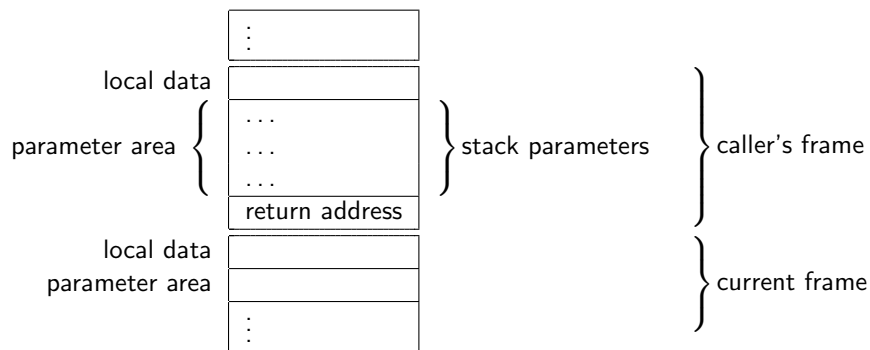 ⋮
local data
parameter area
. . .
. . .
. . .
stack parameters
caller's frame
return address
local data
parameter area
current frame
⋮